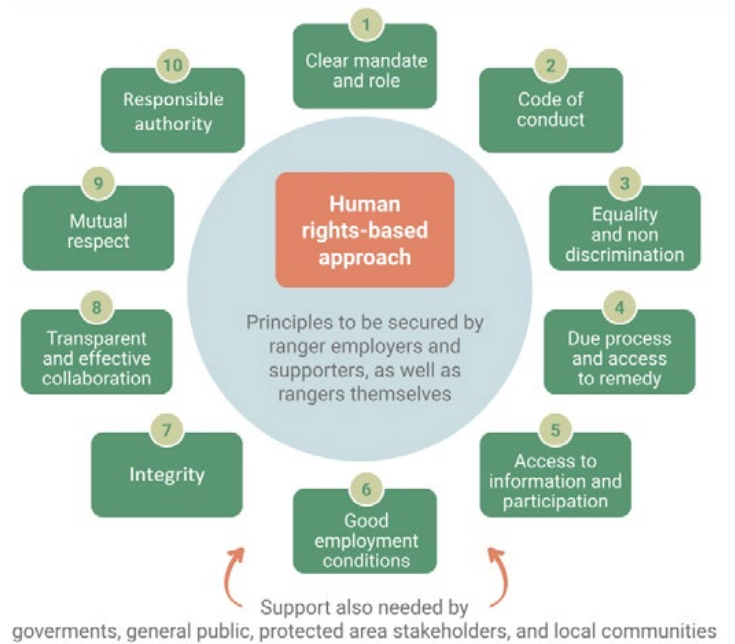 1
Clear mandate
and role
2
Code of
conduct
3
Equality
and non
discrimination
4
Due process
and access
to remedy
5
Access to
information and
participation
6
Good
employment
conditions
7
Integrity
8
Transparent
and effective
collaboration
9
Mutual
respect
10
Responsible
authority
Human
rights-based
approach
Principles to be secured by
ranger employers and
supporters, as well as
rangers themselves
Support also needed by
goverments, general public, protected area stakeholders, and local communities